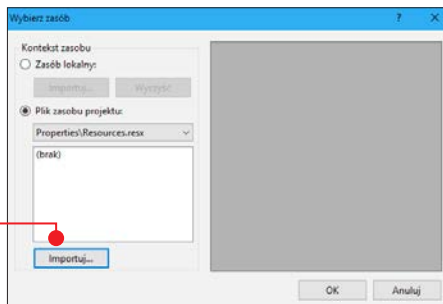 Wybierz zasób
? X
Kontekst zasobu
Zasób lokalny:
Importuj... Wyczyść
Plik zasobu projektu:
Properties\Resources.resx
(brak)
Importuj...
OK Anuluj